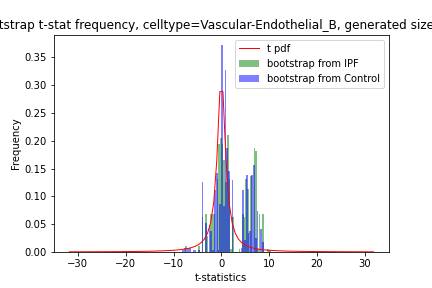 tstrap t-stat frequency, celltype=Vascular-Endothelial_B, generated size
t pdf
bootstrap from IPF
bootstrap from Control
Frequency
0.35
0.30
0.25
0.20
0.15
0.10
0.05
0.00
−30
−20
−10
0
10
20
30
t-statistics